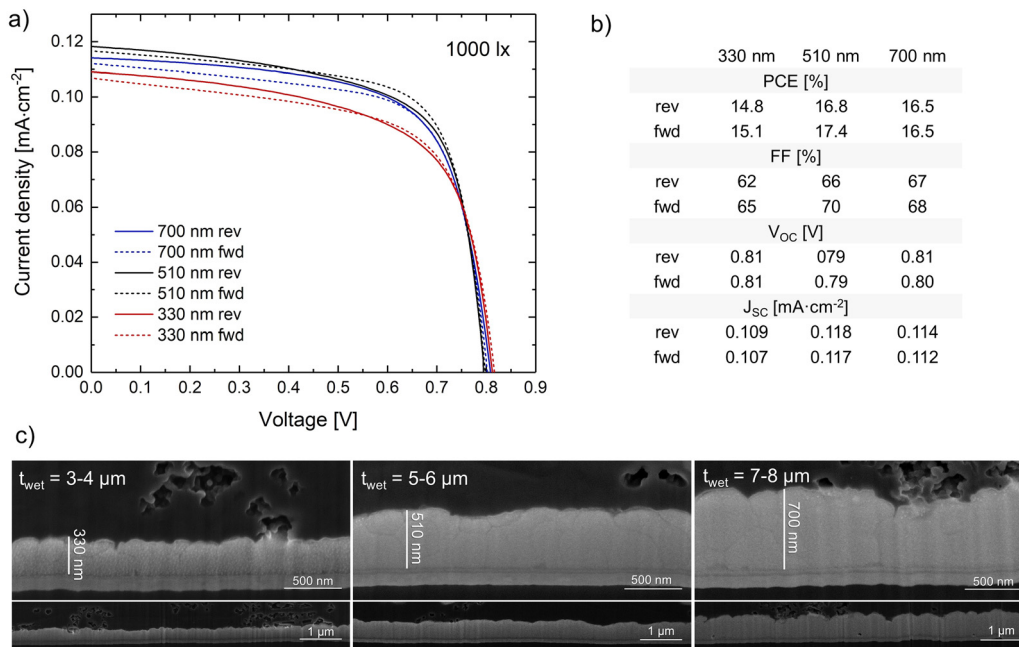 a)
1000 lx
Current density [mA·cm⁻²]
0.12
0.10
0.08
0.06
0.04
0.02
0.00
700 nm rev
700 nm fwd
510 nm rev
510 nm fwd
330 nm rev
330 nm fwd
0.0 0.1 0.2 0.3 0.4 0.5 0.6 0.7 0.8 0.9
Voltage [V]
b)
330 nm 510 nm 700 nm
PCE [%]
rev 14.8 16.8 16.5
fwd 15.1 17.4 16.5
FF [%]
rev 62 66 67
fwd 65 70 68
V_OC [V]
rev 0.81 079 0.81
fwd 0.81 0.79 0.80
J_SC [mA·cm⁻²]
rev 0.109 0.118 0.114
fwd 0.107 0.117 0.112
c)
t_wet = 3-4 μm
330 nm
500 nm
1 μm
t_wet = 5-6 μm
510 nm
500 nm
1 μm
t_wet = 7-8 μm
700 nm
500 nm
1 μm